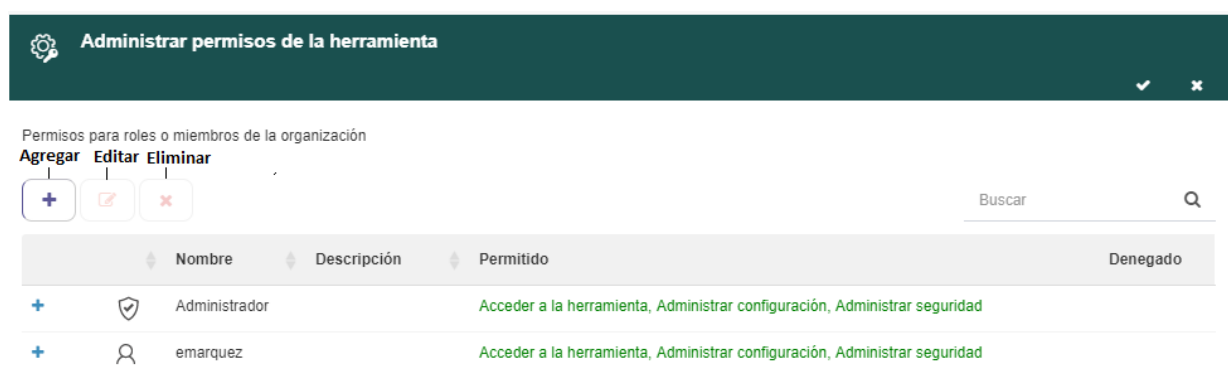 Administrar permisos de la herramienta
Permisos para roles o miembros de la organización
Agregar Editar Eliminar
Buscar
Nombre Descripción Permitido Denegado
Administrador Acceder a la herramienta, Administrar configuración, Administrar seguridad
emarquez Acceder a la herramienta, Administrar configuración, Administrar seguridad